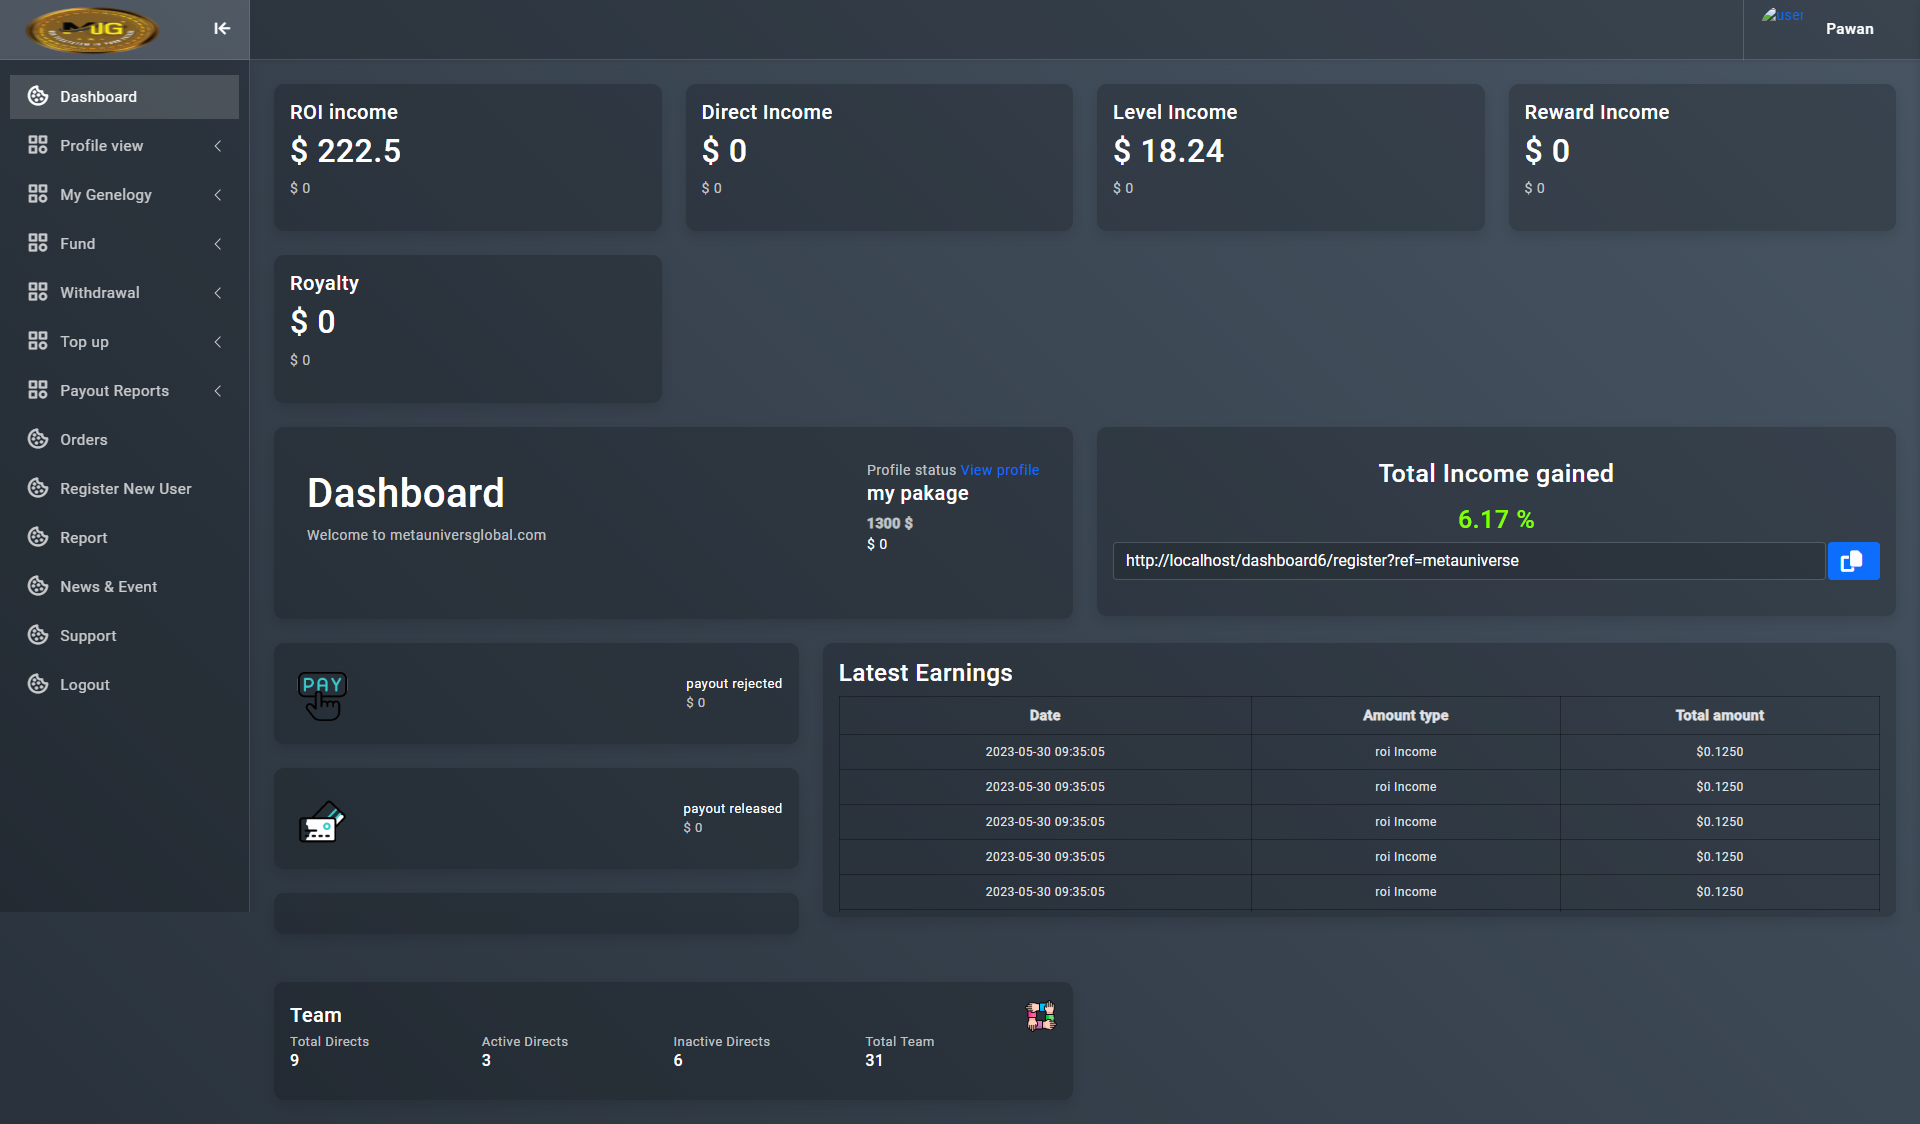 MUG
user
Pawan
Dashboard
Profile view
My Genelogy
Fund
Withdrawal
Top up
Payout Reports
Orders
Register New User
Report
News & Event
Support
Logout
ROI income
$ 222.5
$ 0
Direct Income
$ 0
$ 0
Level Income
$ 18.24
$ 0
Reward Income
$ 0
$ 0
Royalty
$ 0
$ 0
Dashboard
Welcome to metauniversglobal.com
Profile status View profile
my pakage
1300 $
$ 0
Total Income gained
6.17 %
http://localhost/dashboard6/register?ref=metauniverse
PAY
payout rejected
$ 0
payout released
$ 0
Latest Earnings
Date Amount type Total amount
2023-05-30 09:35:05 roi Income $0.1250
2023-05-30 09:35:05 roi Income $0.1250
2023-05-30 09:35:05 roi Income $0.1250
2023-05-30 09:35:05 roi Income $0.1250
2023-05-30 09:35:05 roi Income $0.1250
Team
Total Directs Active Directs Inactive Directs Total Team
9 3 6 31